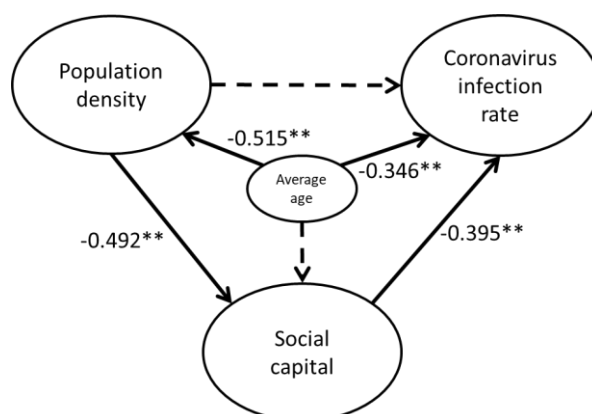 Population
density
Coronavirus
infection
rate
-0.515**
-0.346**
Average
age
-0.492**
-0.395**
Social
capital